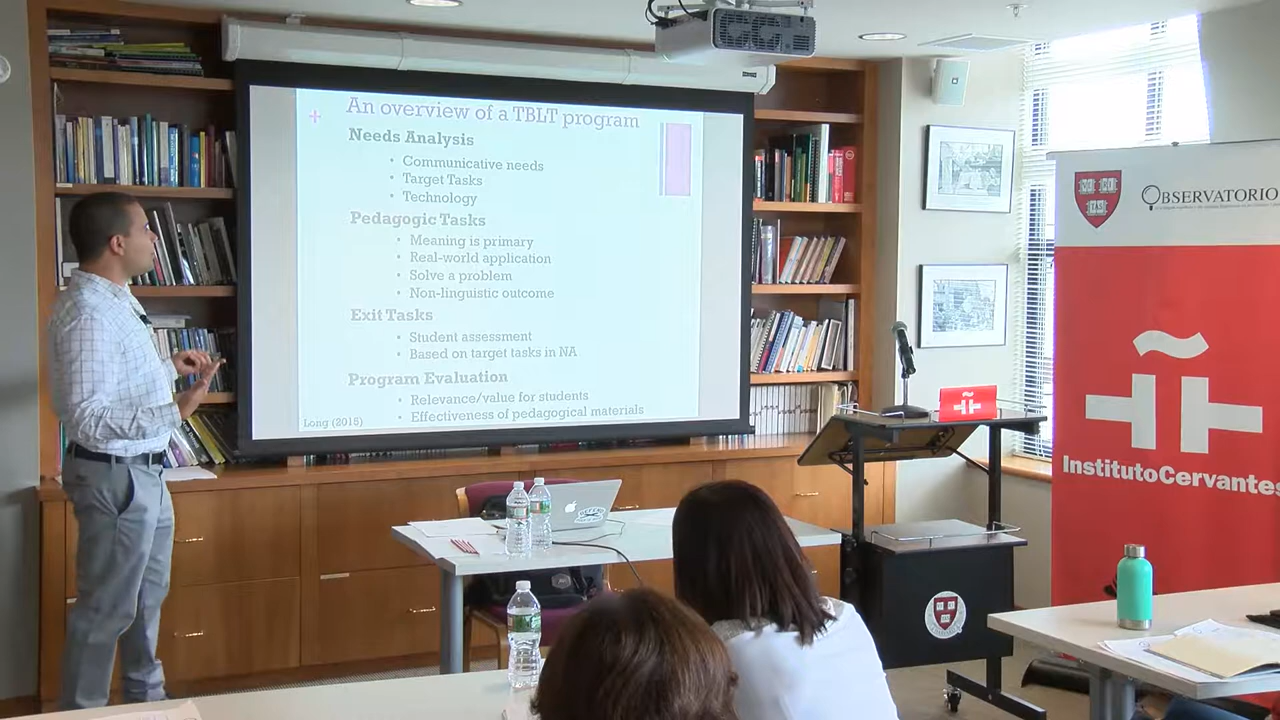 An overview of a TBLT program
Needs Analysis
Communicative needs
Target Tasks
Technology
Pedagogic Tasks
Meaning is primary
Real-world application
Solve a problem
Non-linguistic outcome
Exit Tasks
Student assessment
Based on target tasks in NA
Program Evaluation
Relevance/value for students
Effectiveness of pedagogical materials
Long (2015)
OBSERVATORIO
InstitutoCervantes